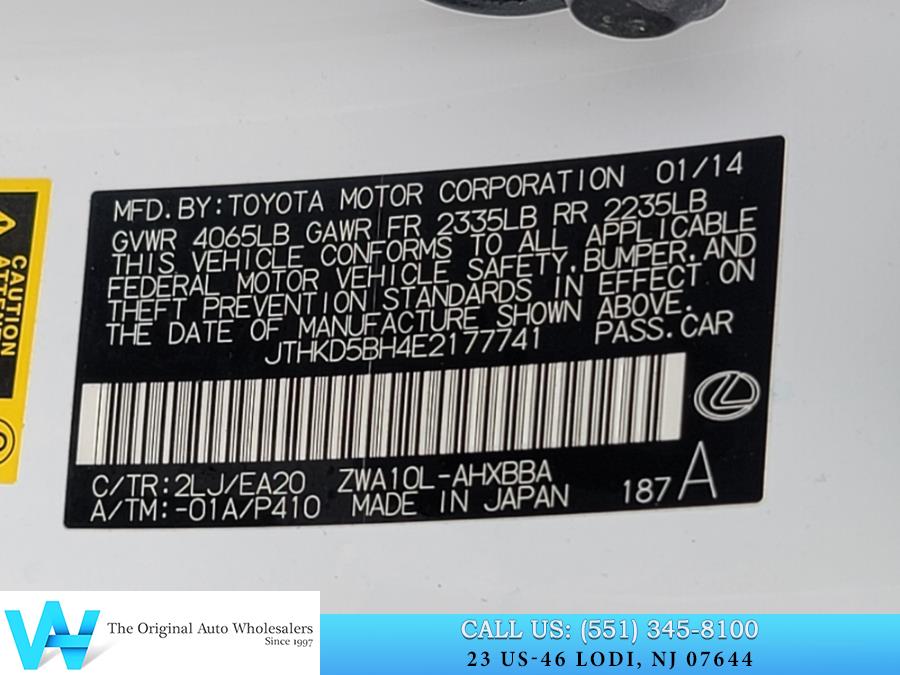 MFD.BY:TOYOTA MOTOR CORPORATION 01/14
GVWR 4065LB GAWR FR 2335LB RR 2235LB
THIS VEHICLE CONFORMS TO ALL APPLICABLE
FEDERAL MOTOR VEHICLE SAFETY,BUMPER,AND
THEFT PREVENTION STANDARDS IN EFFECT ON
THE DATE OF MANUFACTURE SHOWN ABOVE.
JTHKD5BH4E2177741 PASS.CAR
C/TR:2LJ/EA20 ZWA10L-AHXBBA
A/TM:-01A/P410 MADE IN JAPAN 187 A
CAUTION
The Original Auto Wholesalers
Since 1997
CALL US: (551) 345-8100
23 US-46 LODI, NJ 07644